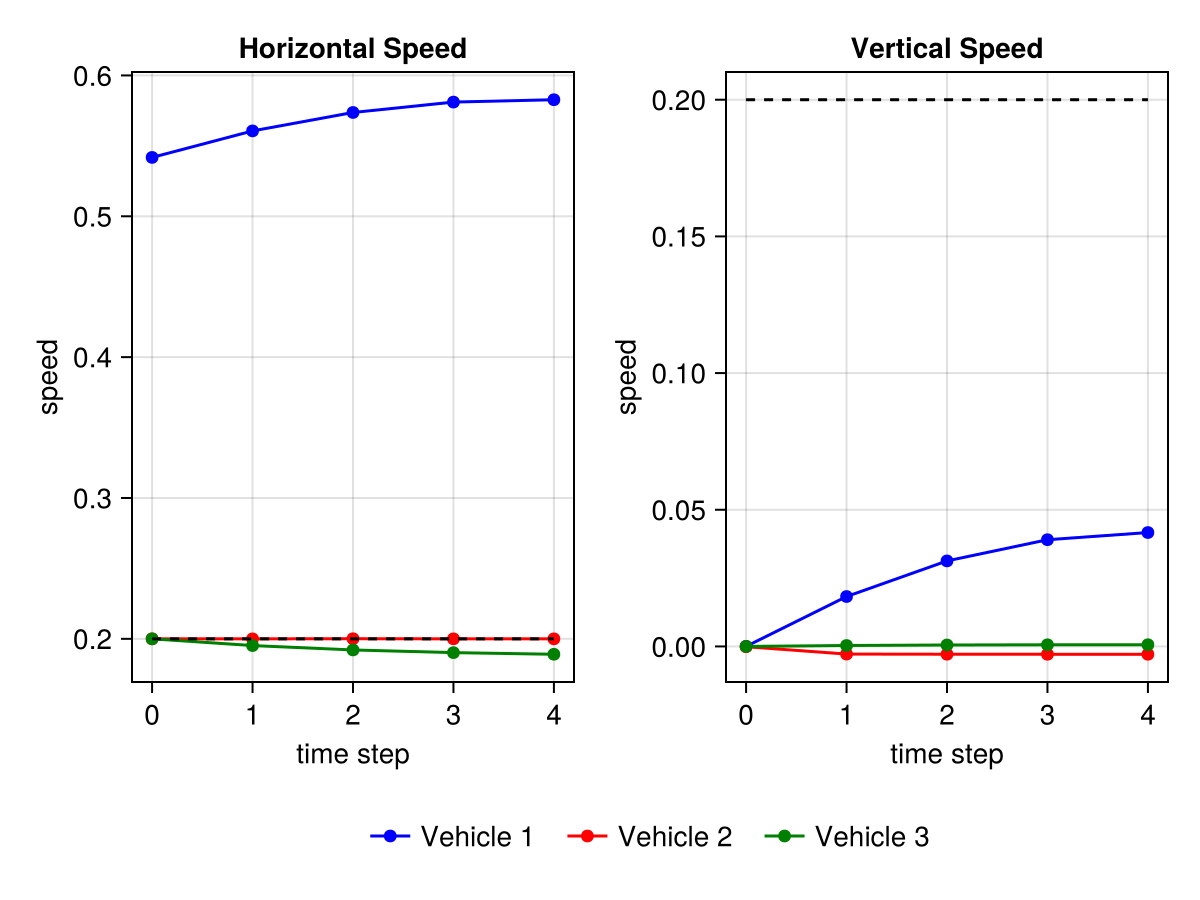 Horizontal Speed
0.6
0.5
0.4
0.3
0.2
speed
0 1 2 3 4
time step
Vertical Speed
0.20
0.15
0.10
0.05
0.00
speed
0 1 2 3 4
time step
Vehicle 1 Vehicle 2 Vehicle 3